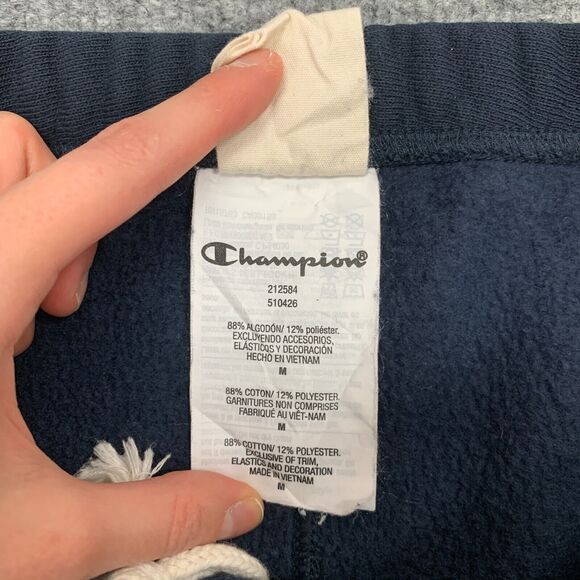 Champion®
212584
510426
88% ALGODÓN/ 12% poliéster.
EXCLUYENDO ACCESORIOS,
ELÁSTICOS Y DECORACIÓN
HECHO EN VIETNAM
M
88% COTON/ 12% POLYESTER.
GARNITURES NON COMPRISES
FABRIQUÉ AU VIÊT-NAM
M
88% COTTON/ 12% POLYESTER.
EXCLUSIVE OF TRIM,
ELASTICS AND DECORATION
MADE IN VIETNAM
M